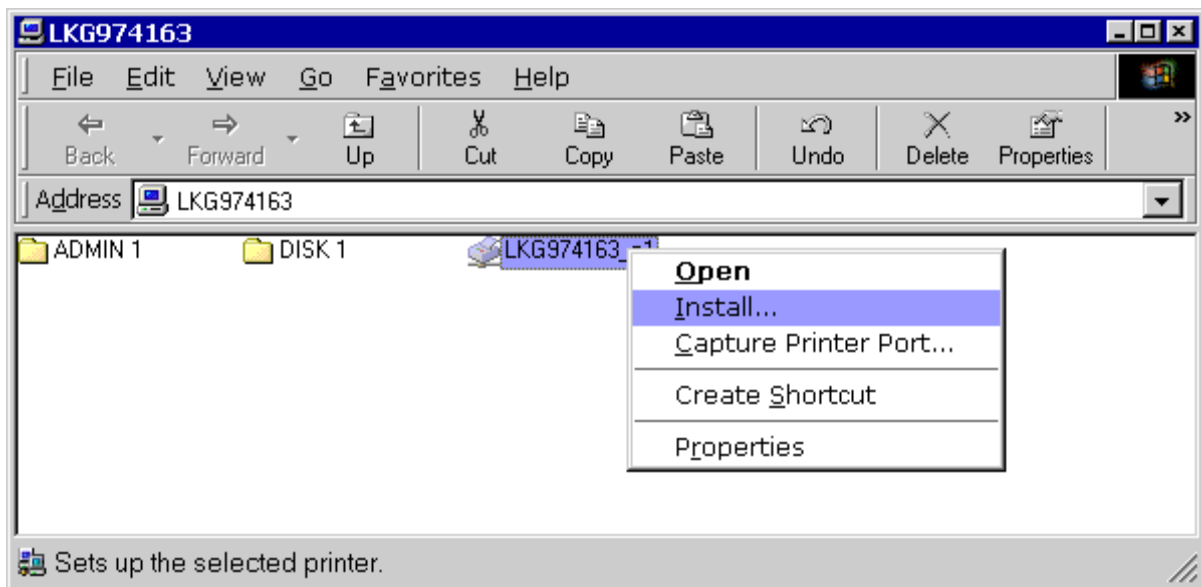 LKG974163
File Edit View Go Favorites Help
Back Forward Up Cut Copy Paste Undo Delete Properties »
Address LKG974163
ADMIN 1 DISK 1
Open
Install...
Capture Printer Port...
Create Shortcut
Properties
Sets up the selected printer.